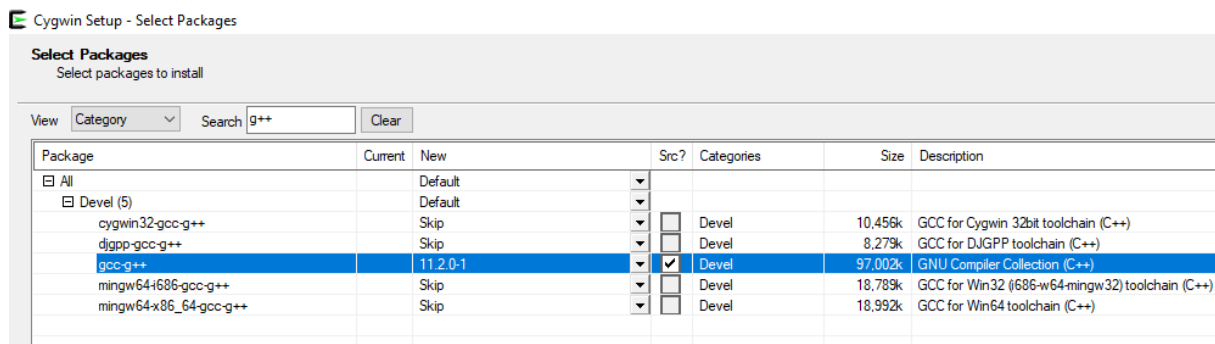 Cygwin Setup - Select Packages
Select Packages
Select packages to install
View Category Search g++ Clear
Package Current New Src? Categories Size Description
All Default
Devel (5) Default
cygwin32-gcc-g++ Skip Devel 10,456k GCC for Cygwin 32bit toolchain (C++)
djgpp-gcc-g++ Skip Devel 8,279k GCC for DJGPP toolchain (C++)
gcc-g++ 11.2.0-1 Devel 97,002k GNU Compiler Collection (C++)
mingw64-i686-gcc-g++ Skip Devel 18,789k GCC for Win32 (i686-w64-mingw32) toolchain (C++)
mingw64-x86_64-gcc-g++ Skip Devel 18,992k GCC for Win64 toolchain (C++)